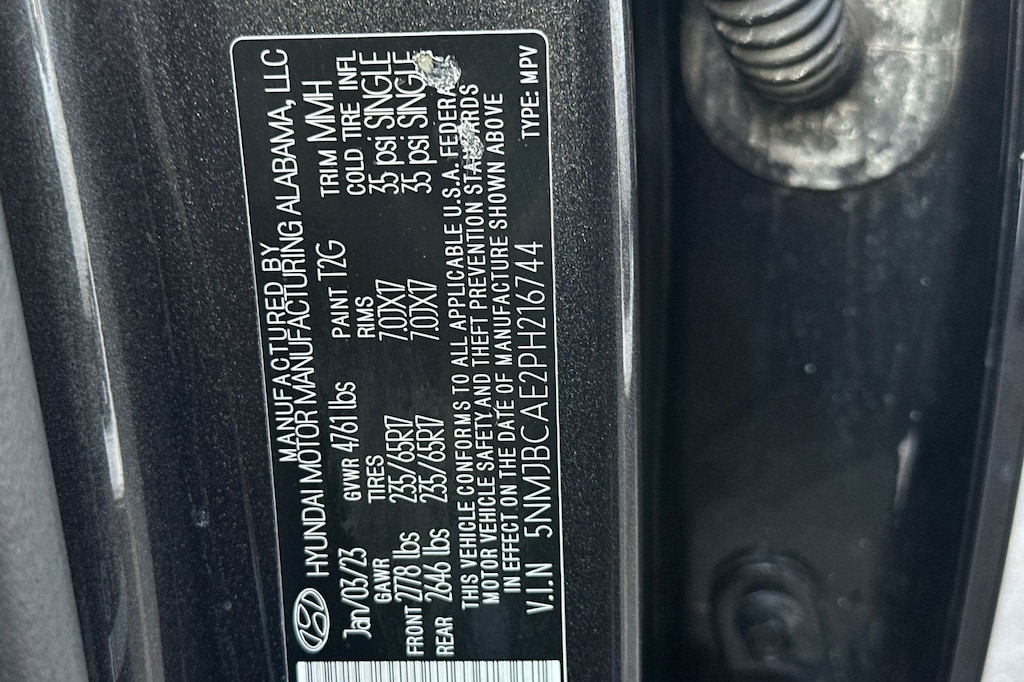 MANUFACTURED BY
HYUNDAI MOTOR MANUFACTURING ALABAMA, LLC
Jan/03/23 GVWR 4761 lbs PAINT T2G TRIM MMH
GAWR TIRES RIMS COLD TIRE INFL
FRONT 2778 lbs 235/65R17 7.0JX17 35 psi SINGLE
REAR 2646 lbs 235/65R17 7.0JX17 35 psi SINGLE
THIS VEHICLE CONFORMS TO ALL APPLICABLE U.S.A. FEDERA
MOTOR VEHICLE SAFETY,AND THEFT PREVENTION STANDARDS
IN EFFECT ON THE DATE OF MANUFACTURE SHOWN ABOVE
V.I.N 5NMJBCAE2PH216744 TYPE: MPV